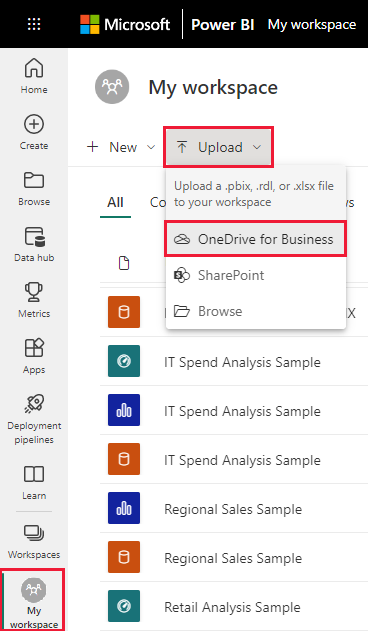 Microsoft Power BI My workspace
Home
My workspace
Create
New Upload
Upload a .pbix, .rdl, or .xlsx file
to your workspace
Browse
All Co ws
OneDrive for Business
Data hub
SharePoint
Metrics
Browse
IX
Apps
IT Spend Analysis Sample
Deployment
pipelines
IT Spend Analysis Sample
Learn
IT Spend Analysis Sample
Regional Sales Sample
Workspaces
Regional Sales Sample
My
workspace
Retail Analysis Sample